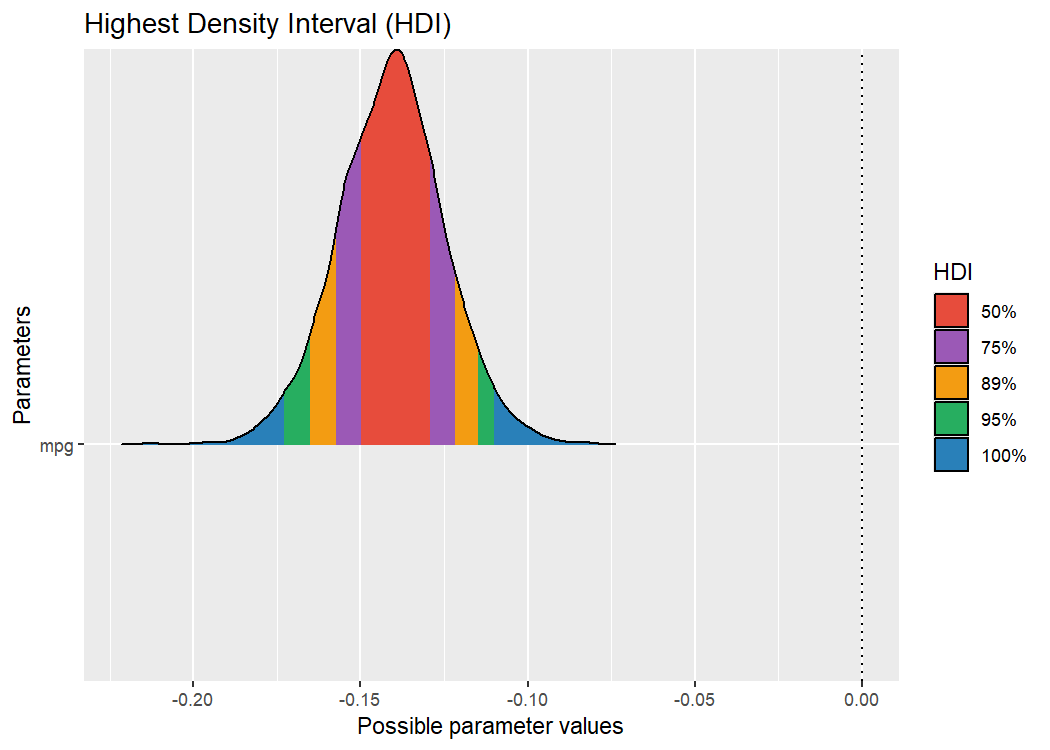 Highest Density Interval (HDI)
Parameters
mpg
-0.20
-0.15
-0.10
-0.05
0.00
Possible parameter values
HDI
50%
75%
89%
95%
100%